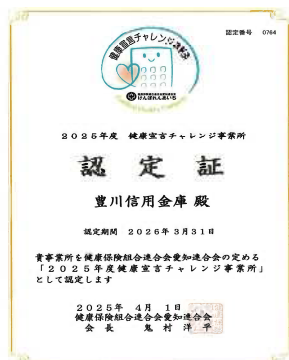 認定番号 0764
健康宣言チャレンジ事業所
けんぽれんあいち
2025年度 健康宣言チャレンジ事業所
認定証
豊川信用金庫 殿
認定期間 2026年3月31日
貴事業所を健康保険組合連合会愛知連合会の定める
「2025年度健康宣言チャレンジ事業所」
として認定します
2025年 4月 1日
健康保険組合連合会愛知連合会
会長 鬼村洋平